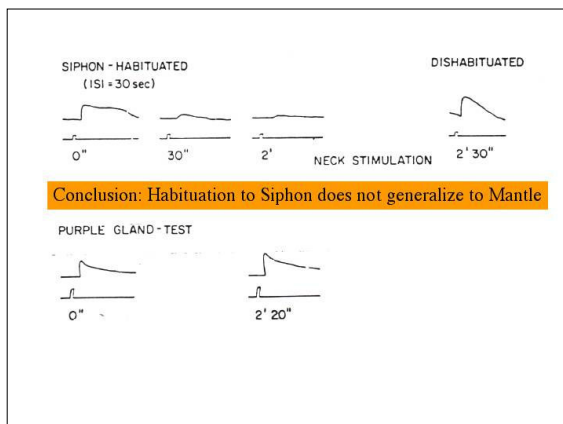 SIPHON - HABITUATED
(ISI = 30 sec)
DISHABITUATED
0"
30"
2'
NECK STIMULATION
2' 30"
Conclusion: Habituation to Siphon does not generalize to Mantle
PURPLE GLAND - TEST
0"
2' 20"